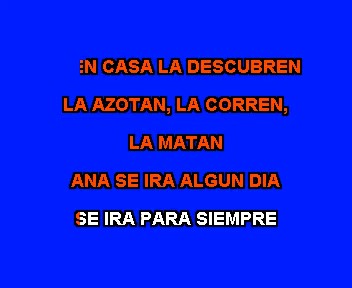 EN CASA LA DESCUBREN
LA AZOTAN, LA CORREN,
LA MATAN
ANA SE IRA ALGUN DIA
SE IRA PARA SIEMPRE